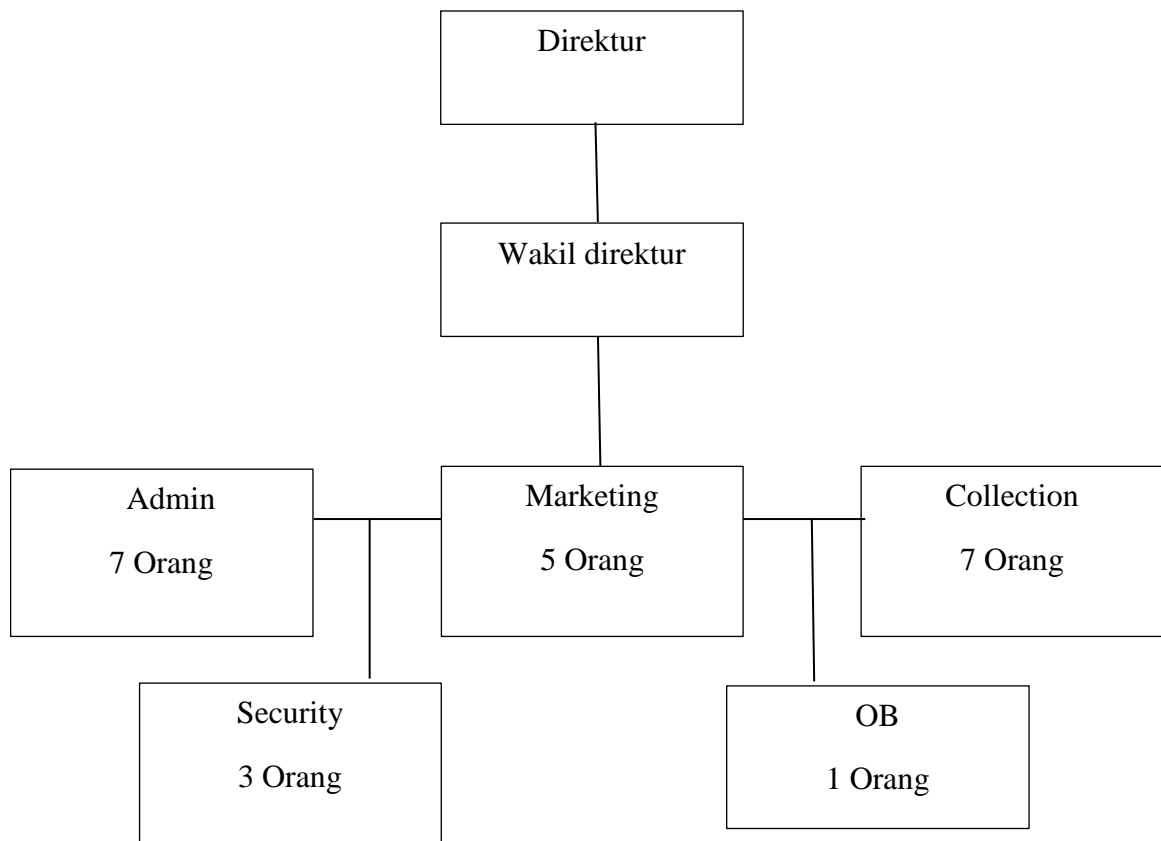 Direktur
Wakil direktur
Admin
7 Orang
Marketing
5 Orang
Collection
7 Orang
Security
3 Orang
OB
1 Orang